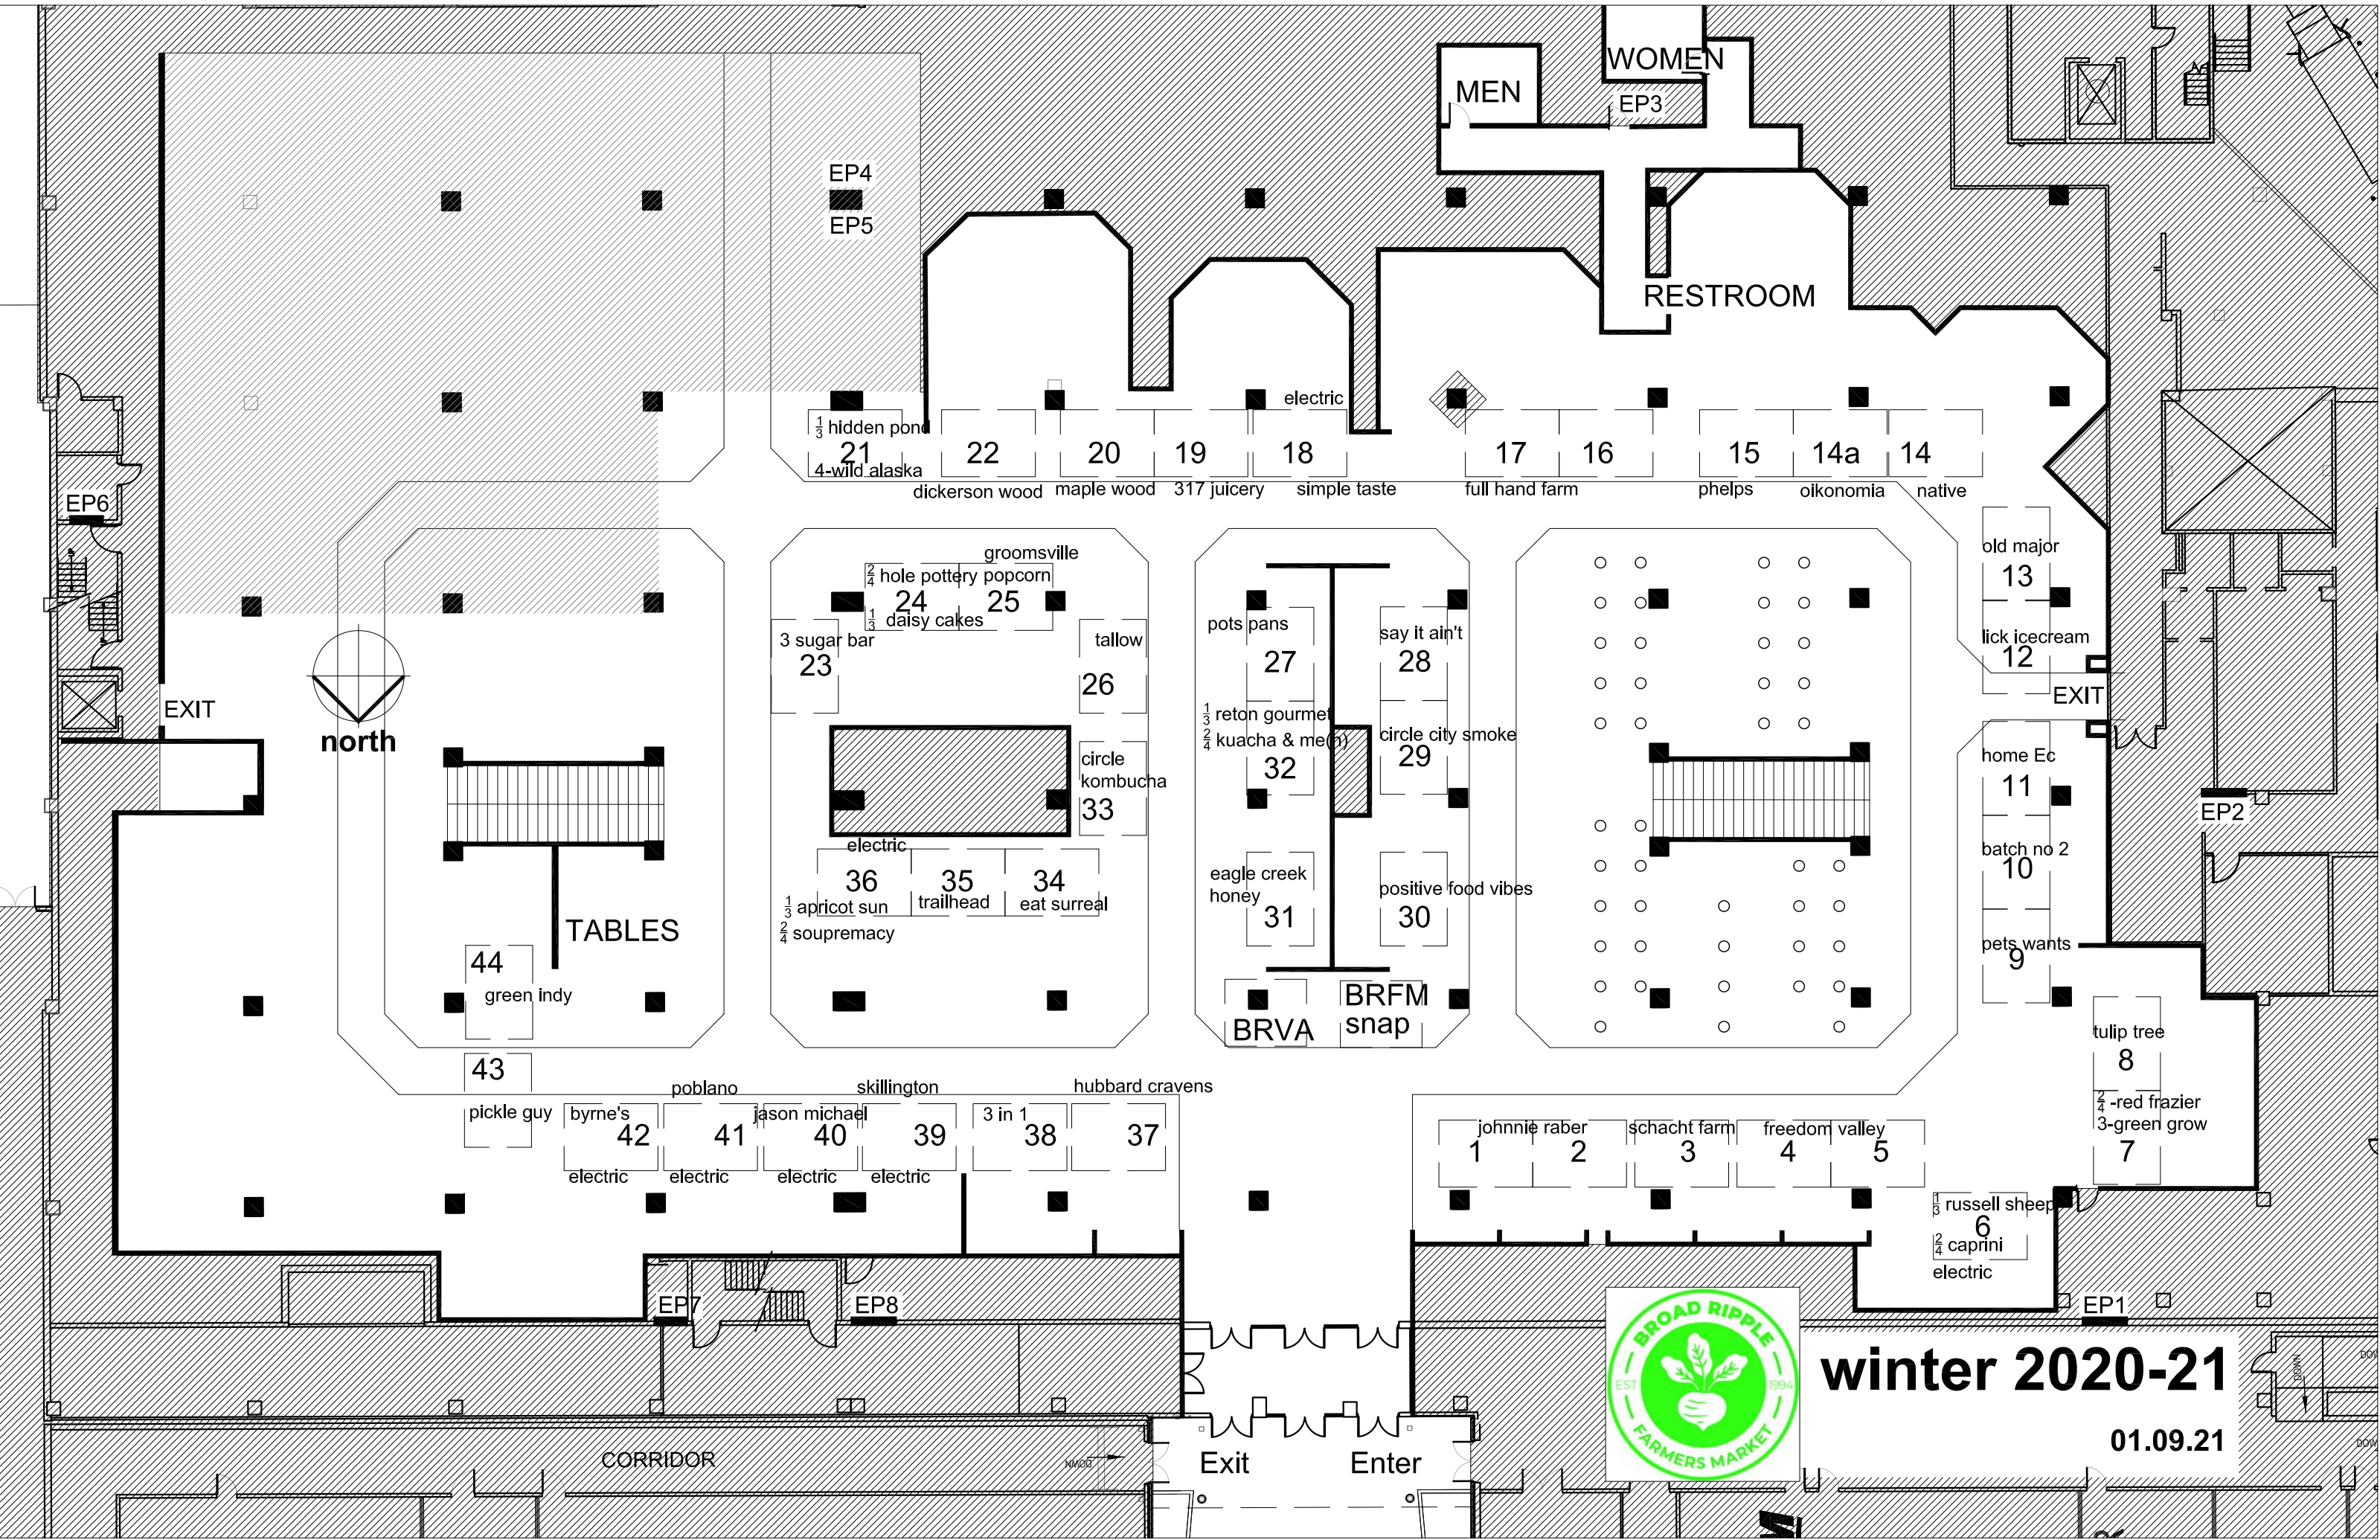 WOMEN
MEN
EP3
EP4
EP5
RESTROOM
electric
1/3 hidden pond
21
4-wild alaska
22
dickerson wood
20
maple wood
19
317 juicery
18
simple taste
17
16
full hand farm
15
phelps
14a
oikonomia
14
native
EP6
old major
13
lick icecream
12
EXIT
groomsville
popcorn
25
2/4 hole pottery
24
1/3 daisy cakes
3 sugar bar
23
tallow
26
pots pans
27
say it ain't
28
EXIT
north
1/3 reton gourmet
2/4 kuacha & me(n)
32
circle city smoke
29
circle
kombucha
33
home Ec
11
EP2
electric
36
1/3 apricot sun
2/4 soupremacy
35
trailhead
34
eat surreal
eagle creek
honey
31
positive food vibes
30
batch no 2
10
pets wants
9
TABLES
44
green indy
BRVA
BRFM
snap
tulip tree
8
2/4 -red frazier
3-green grow
7
43
pickle guy
byrne's
42
electric
poblano
41
electric
jason michael
40
electric
skillington
39
electric
3 in 1
38
hubbard cravens
37
johnnie raber
1
2
schacht farm
3
freedom valley
4
5
1/3 russell sheep
6
2/4 caprini
electric
EP7
EP8
EP1
BROAD RIPPLE
EST
1994
FARMERS MARKET
winter 2020-21
01.09.21
CORRIDOR
DOWN
Exit
Enter
DOWN